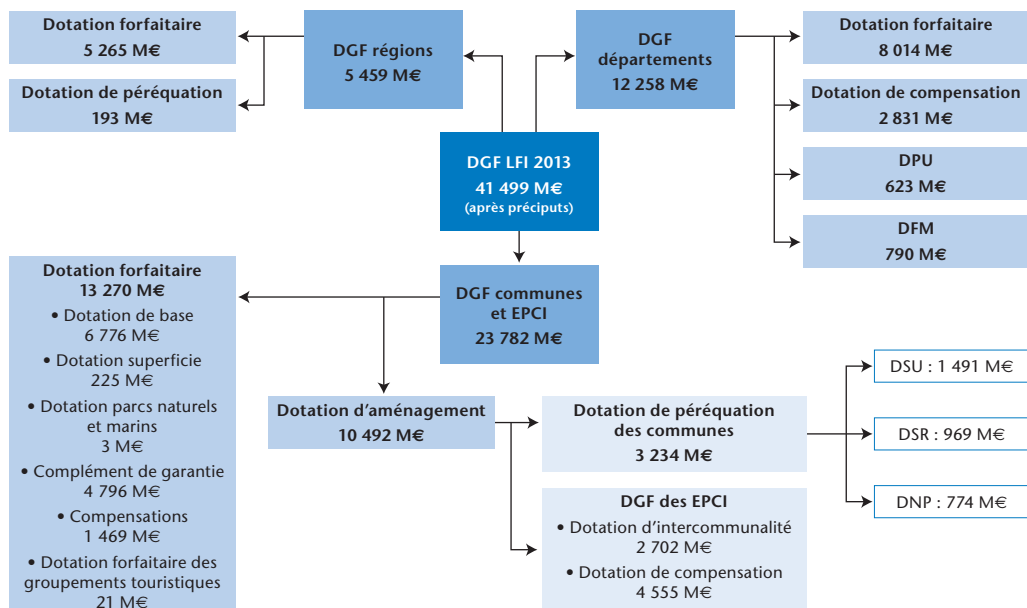 Dotation forfaitaire
5 265 M€
Dotation de péréquation
193 M€
DGF régions
5 459 M€
DGF
départements
12 258 M€
Dotation forfaitaire
8 014 M€
Dotation de compensation
2 831 M€
DPU
623 M€
DFM
790 M€
DGF LFI 2013
41 499 M€
(après préciputs)
DGF communes
et EPCI
23 782 M€
Dotation forfaitaire
13 270 M€
• Dotation de base
6 776 M€
• Dotation superficie
225 M€
• Dotation parcs naturels
et marins
3 M€
• Complément de garantie
4 796 M€
• Compensations
1 469 M€
• Dotation forfaitaire des
groupements touristiques
21 M€
Dotation d'aménagement
10 492 M€
Dotation de péréquation
des communes
3 234 M€
DGF des EPCI
• Dotation d'intercommunalité
2 702 M€
• Dotation de compensation
4 555 M€
DSU : 1 491 M€
DSR : 969 M€
DNP : 774 M€